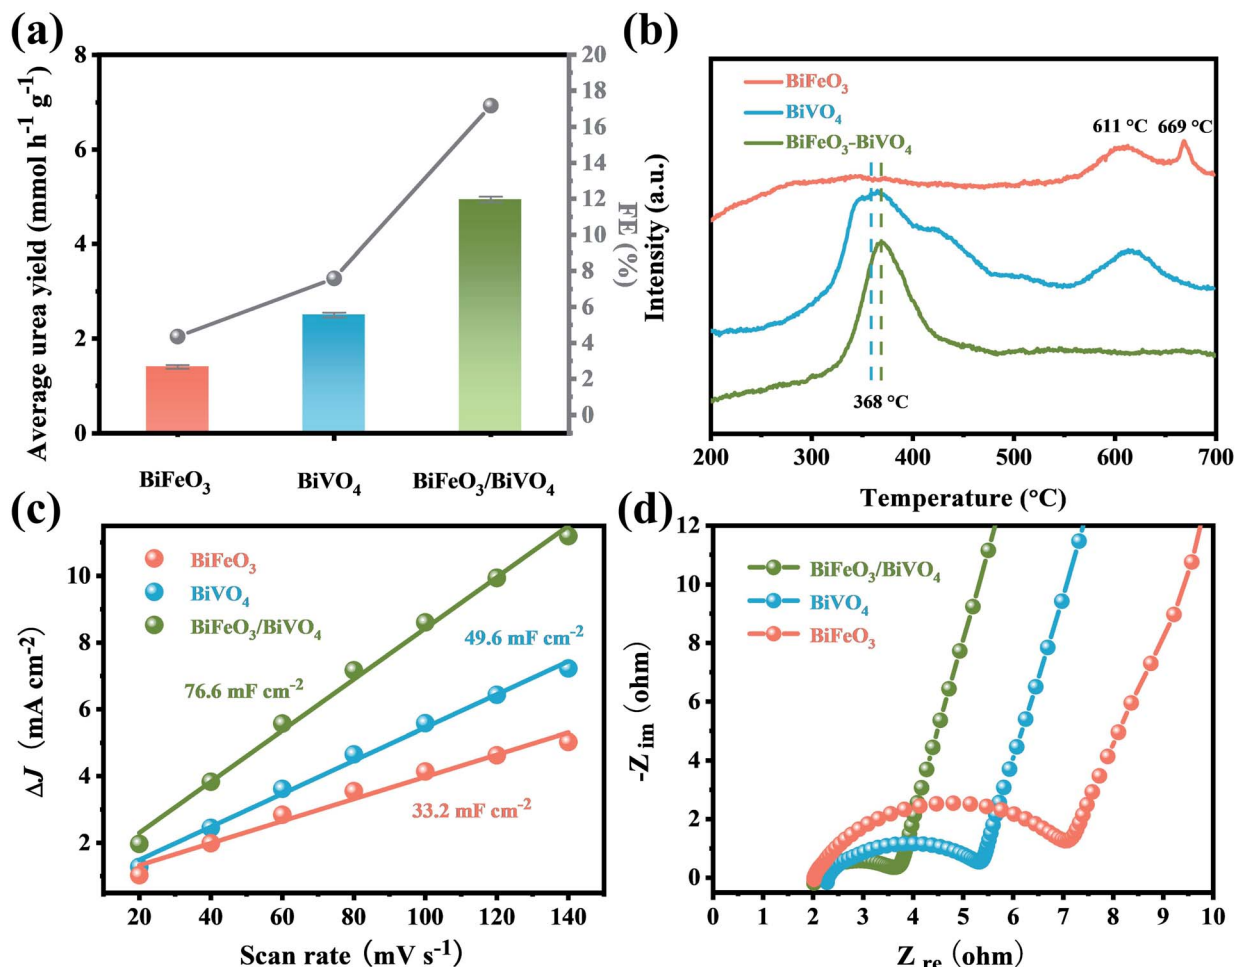 (a)
Average urea yield (mmol h⁻¹ g⁻¹)
8
6
4
2
0
20
18
16
14
12
10
8
6
4
2
0
FE (%)
BiFeO₃
BiVO₄
BiFeO₃/BiVO₄
(b)
Intensity (a.u.)
BiFeO₃
BiVO₄
BiFeO₃-BiVO₄
611 °C
669 °C
368 °C
200 300 400 500 600 700
Temperature (°C)
(c)
ΔJ (mA cm⁻²)
10
8
6
4
2
BiFeO₃
BiVO₄
BiFeO₃/BiVO₄
49.6 mF cm⁻²
76.6 mF cm⁻²
33.2 mF cm⁻²
20 40 60 80 100 120 140
Scan rate (mV s⁻¹)
(d)
-Z im (ohm)
12
10
8
6
4
2
0
BiFeO₃/BiVO₄
BiVO₄
BiFeO₃
0 1 2 3 4 5 6 7 8 9 10
Z re (ohm)